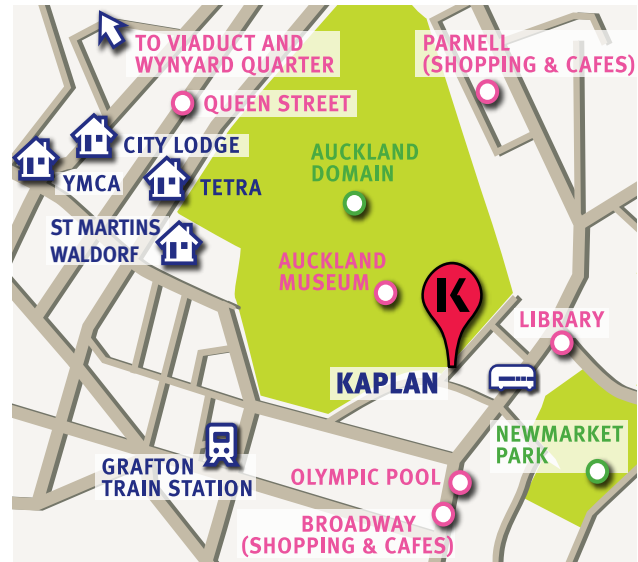 TO VIADUCT AND
WYNYARD QUARTER
PARNELL
(SHOPPING & CAFES)
QUEEN STREET
CITY LODGE
AUCKLAND
DOMAIN
YMCA
TETRA
ST MARTINS
WALDORF
AUCKLAND
MUSEUM
K
LIBRARY
KAPLAN
NEWMARKET
PARK
GRAFTON
TRAIN STATION
OLYMPIC POOL
BROADWAY
(SHOPPING & CAFES)